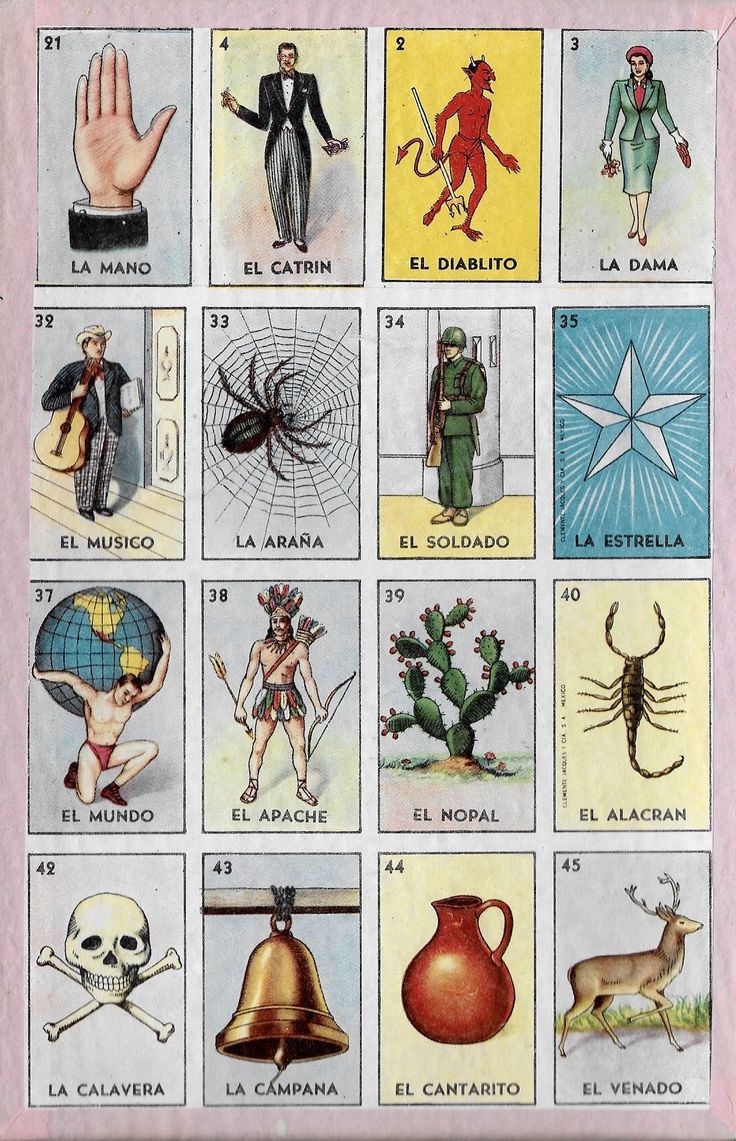 21
LA MANO
4
EL CATRIN
2
EL DIABLITO
3
LA DAMA
32
EL MUSICO
33
LA ARAÑA
34
EL SOLDADO
35
CLEMENTE JACQUES Y CIA. S. A. MEXICO
LA ESTRELLA
37
EL MUNDO
38
EL APACHE
39
EL NOPAL
40
CLEMENTE JACQUES Y CIA. S A MEXICO
EL ALACRAN
42
LA CALAVERA
43
LA CAMPANA
44
EL CANTARITO
45
EL VENADO